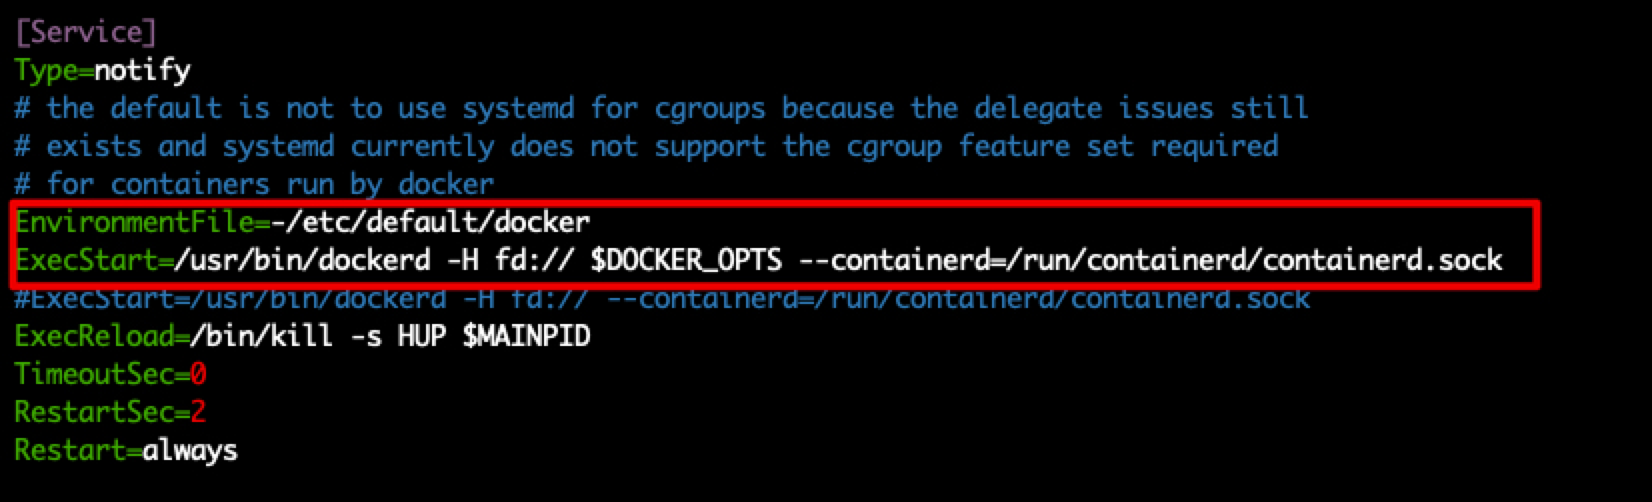 [Service]
Type=notify
# the default is not to use systemd for cgroups because the delegate issues still
# exists and systemd currently does not support the cgroup feature set required
# for containers run by docker
EnvironmentFile=-/etc/default/docker
ExecStart=/usr/bin/dockerd -H fd:// $DOCKER_OPTS --containerd=/run/containerd/containerd.sock
#ExecStart=/usr/bin/dockerd -H fd:// --containerd=/run/containerd/containerd.sock
ExecReload=/bin/kill -s HUP $MAINPID
TimeoutSec=0
RestartSec=2
Restart=always